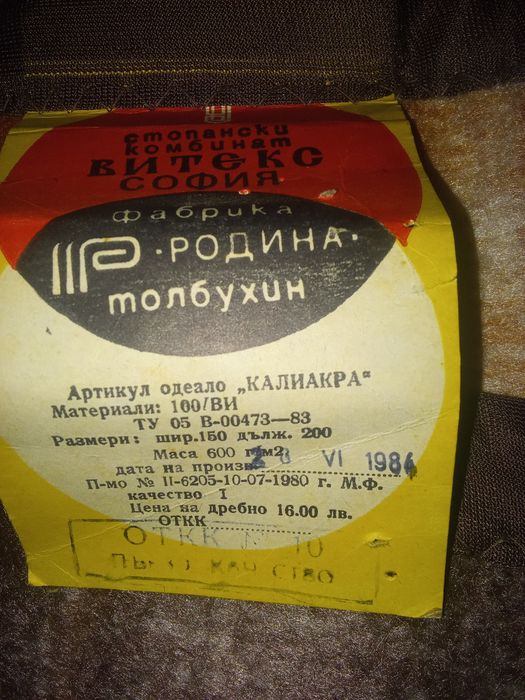 стопански
комбинат
ВИТЕКС
СОФИЯ
фабрика
·РОДИНА·
толбухин
Артикул одеало „КАЛИАКРА“
Материали: 100/ВИ
ТУ 05 В-00473—83
Размери: шир.150 дълж. 200
Маса 600 г/м2
дата на произв. VI 1984
П-мо № II-6205-10-07-1980 г. М.Ф.
качество I
Цена на дребно 16.00 лв.
ОТКК
ОТКК № 10
КАЧЕСТВО